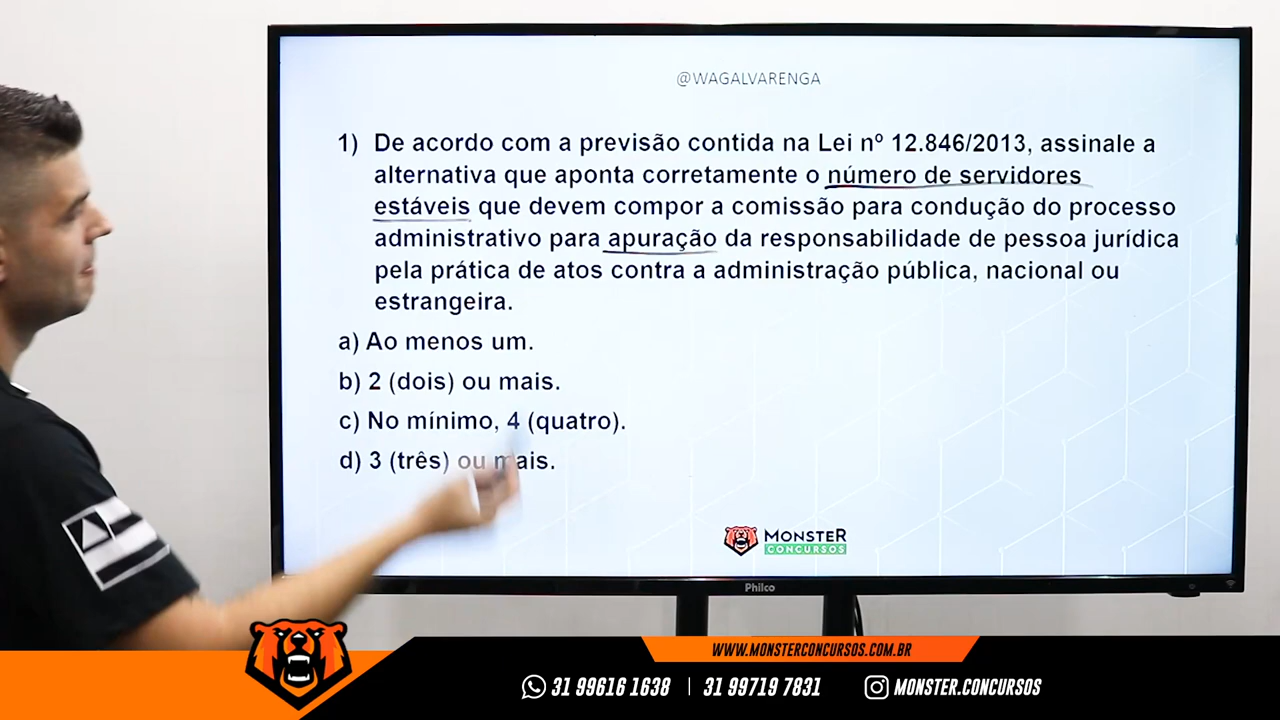 @WAGALVARENGA
1) De acordo com a previsão contida na Lei nº 12.846/2013, assinale a
alternativa que aponta corretamente o número de servidores
estáveis que devem compor a comissão para condução do processo
administrativo para apuração da responsabilidade de pessoa jurídica
pela prática de atos contra a administração pública, nacional ou
estrangeira.
a) Ao menos um.
b) 2 (dois) ou mais.
c) No mínimo, 4 (quatro).
d) 3 (três) ou mais.
MONSTER
CONCURSOS
Philco
WWW.MONSTERCONCURSOS.COM.BR
31 99616 1638 | 31 99719 7831 MONSTER.CONCURSOS